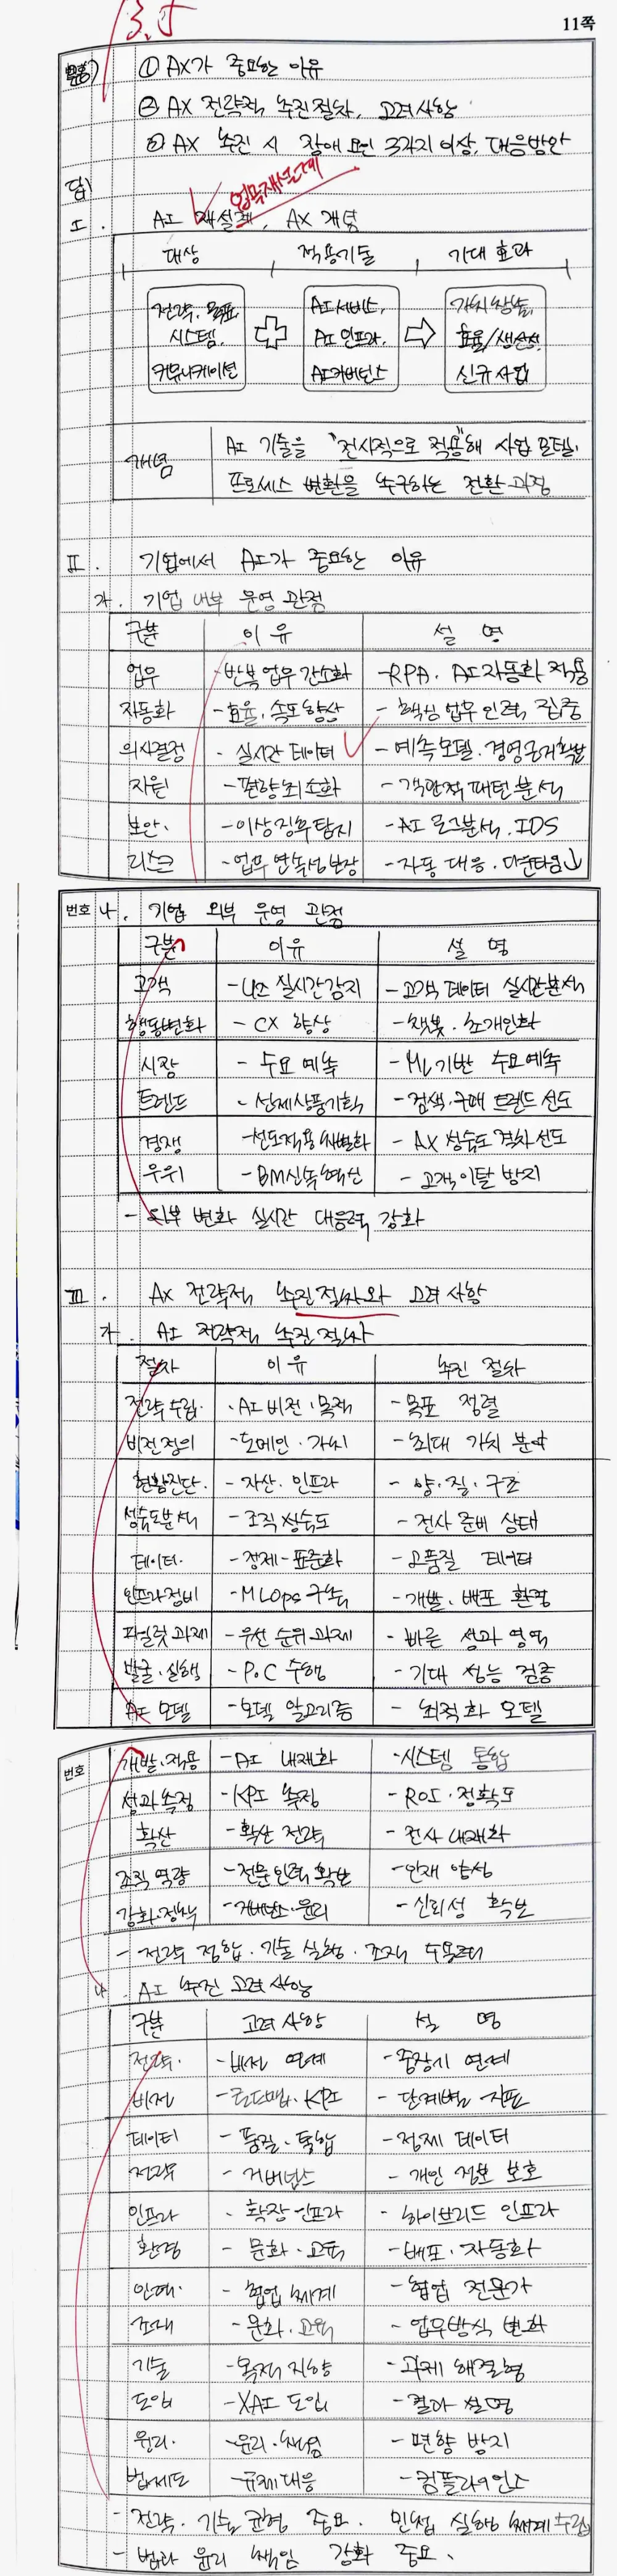 3.5
11쪽
문항)
① AX가 중요한 이유
② AX 전략적 추진절차, 고려사항
③ AX 추진 시 장애 요인 3가지 이상, 대응방안
답)
업무재설계
I. AI 재설계, AX 개념
대상 적용기술 기대 효과
전략. 목표, AI서비스, 가치창출,
시스템, AI 인프라, 효율/생산성,
커뮤니케이션 AI거버넌스 신규사업
개념 AI 기술을 "전사적으로 적용"해 사업 모델,
프로세스 변환을 추구하는 전환 과정
II. 기업에서 AI가 중요한 이유
가. 기업 내부 운영 관점
구분 이유 설명
업무 -반복 업무 간소화 -RPA. AI자동화 적용
자동화 -효율, 속도 향상 -핵심 업무 인력 집중
의사결정 - 실시간 데이터 -예측모델. 경영근거확보
지원 -편향최소화 -객관적 패턴분석
보안. -이상징후탐지 -AI 로그분석. IDS
리스크 -업무 연속성 보장 -자동 대응. 다운타임↓
번호 나. 기업 외부 운영 관점
구분 이유 설명
고객 -니즈 실시간감지 -고객 데이터 실시간분석
행동변화 -CX 향상 -챗봇. 초개인화
시장 - 수요 예측 -ML기반 수요예측
트렌드 -선제상품기획 -검색.구매 트렌드 선도
경쟁 -선도적용 차별화 -AX 성숙도 격차 선도
우위 -BM신속혁신 -고객이탈 방지
- 외부 변화 실시간 대응력 강화
III. AX 전략적 추진절차와 고려 사항
가. AI 전략적 추진절차
절차 이유 추진 절차
전략수립. -AI 비전.목적 -목표 정렬
비전정의 -도메인.가치 -최대 가치 분야
현황진단. -자산.인프라 -양.질.구조
성숙도분석 -조직 성숙도 -전사 준비 상태
데이터. -정제-표준화 -고품질 데이터
인프라정비 -MLOps 구축 -개발.배포 환경
파일럿과제 -우선 순위 과제 -빠른 성과 영역
발굴.실행 -PoC 수행 -기대 성능 검증
AI 모델 -모델 알고리즘 -최적화 모델
번호 개발.적용 -AI 내재화 -시스템 통합
성과측정 -KPI 측정 -ROI.정확도
확산 -확산 전략 -전사 내재화
조직 역량 -전문인력 확보 -인재 양성
강화.정착 -거버넌스.윤리 -신뢰성 확보
- 전략 정합.기술 실행.조직
나. AI 추진 고려 사항
구분 고려사항 설명
전략. -비전 연계 -중장기 연계
비전 -로드맵.KPI -단계별 지표
데이터 -품질.통합 -정제 데이터
전략 -거버넌스 -개인 정보 보호
인프라 -확장 인프라 -하이브리드 인프라
환경 -문화.교육 -배포.자동화
인재. -협업 체계 -협업 전문가
조직 -문화.교육 -업무방식 변화
기술 -목적 지향 -과제 해결형
도입 -XAI 도입 -결과 설명
윤리. -윤리.책임 -편향 방지
법제도 -규제대응 -컴플라이언스
- 전략.기술 균형 중요. 민첩 실행 체계 수립
- 법과 윤리 책임 강화 중요.